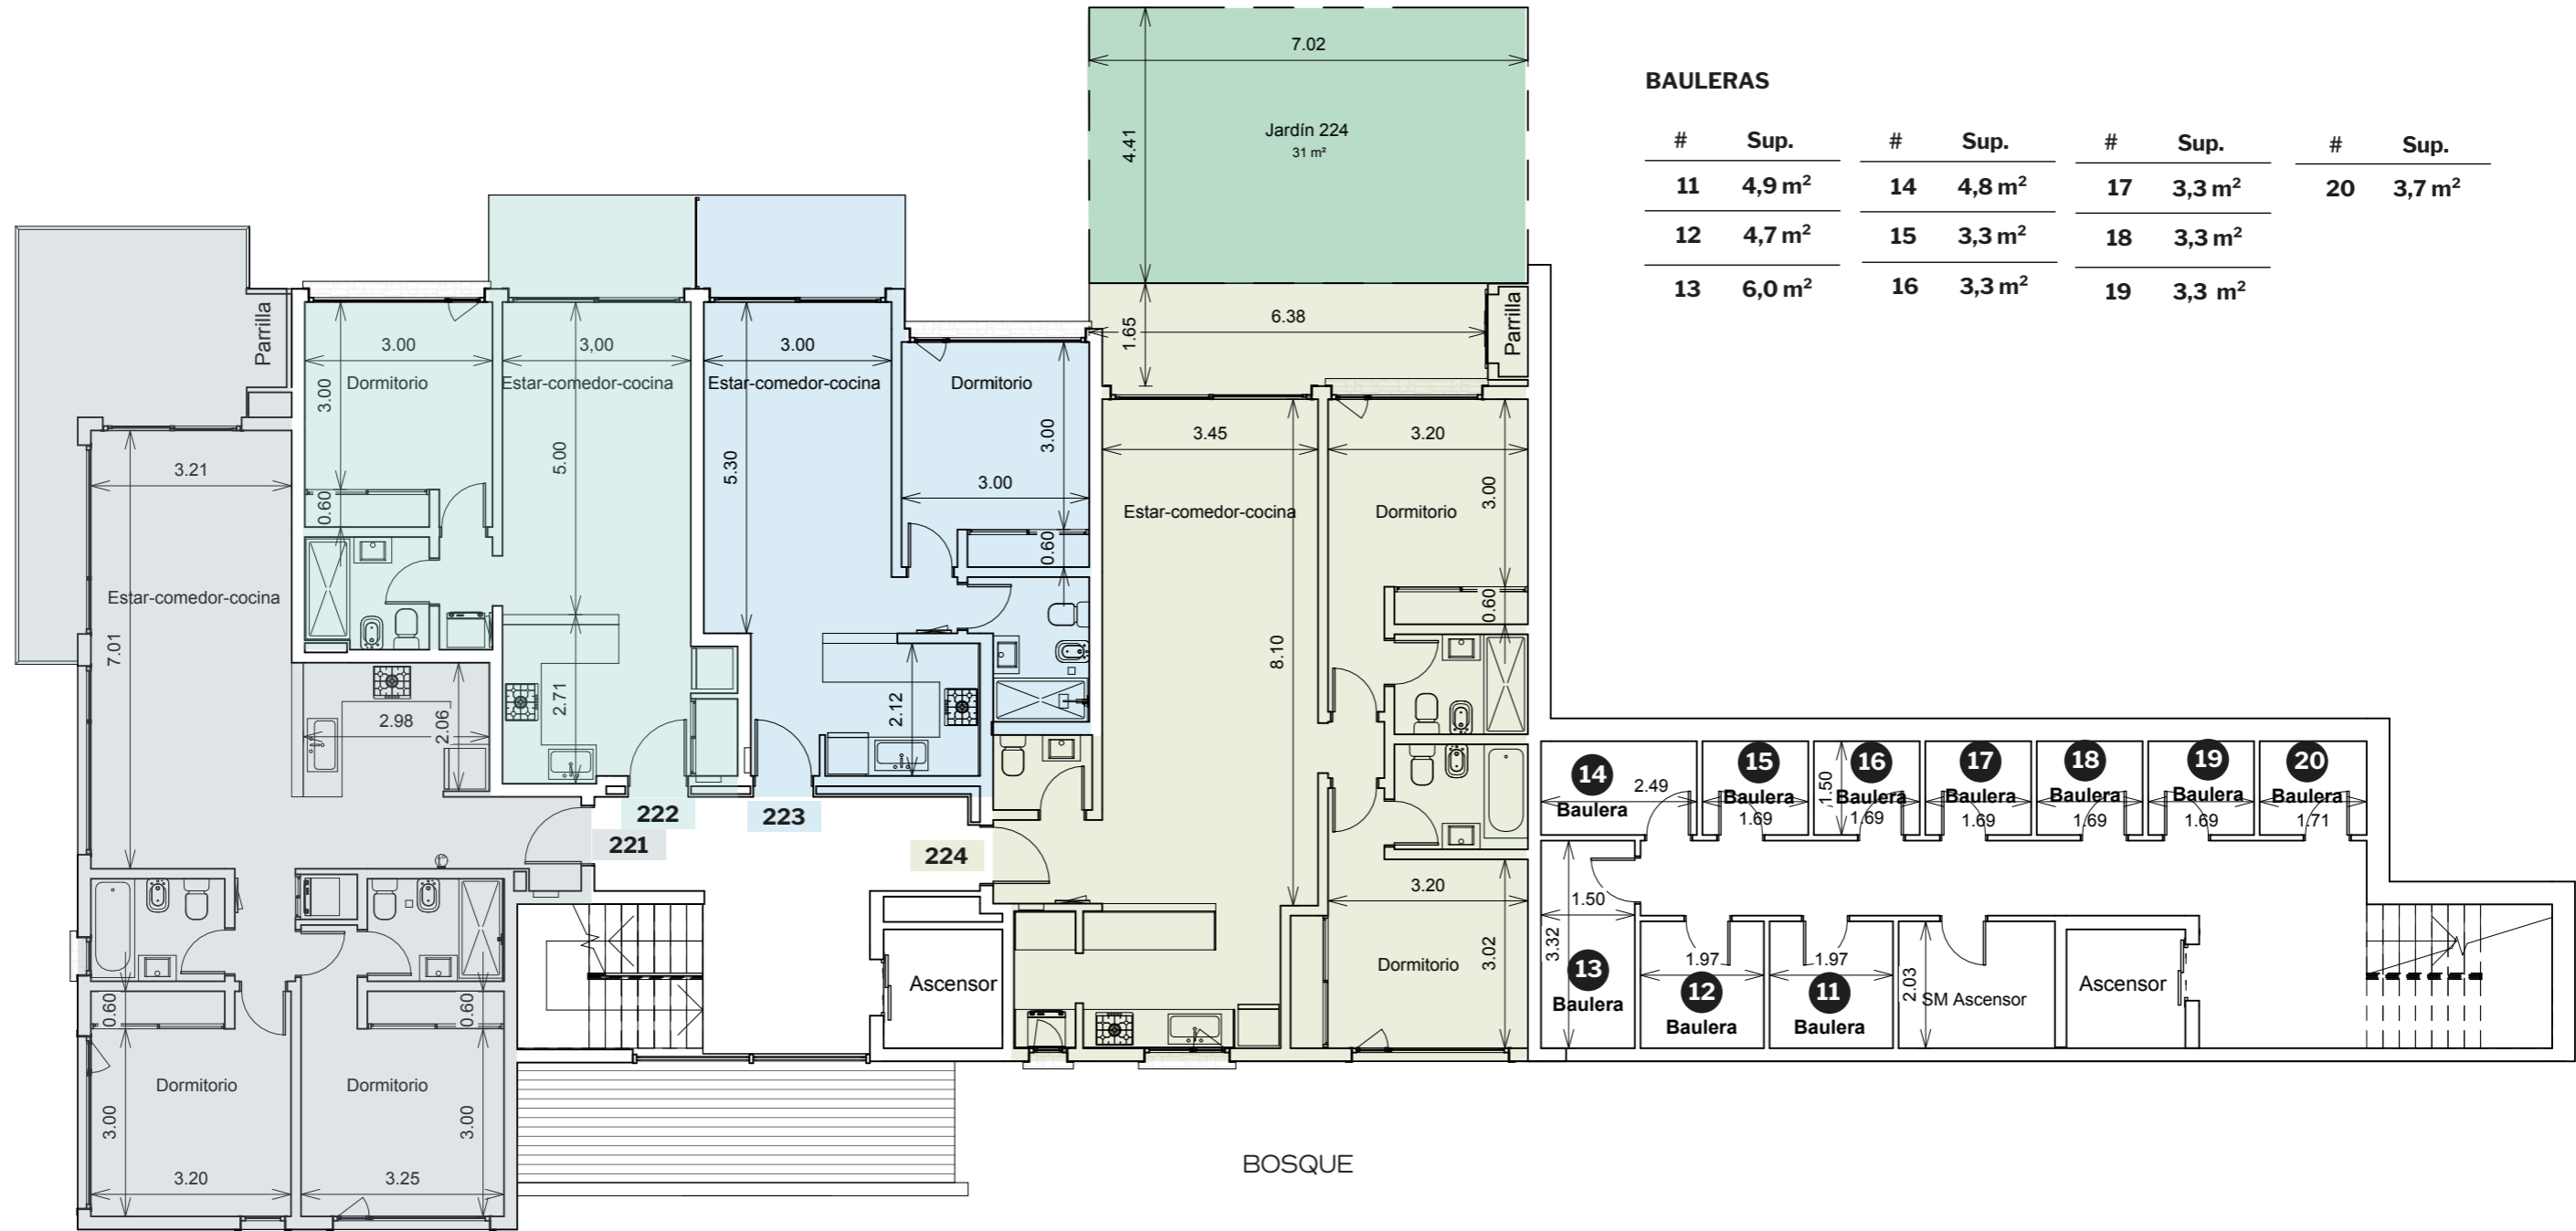 7.02
4.41
Jardín 224
31 m²
1.65
6.38
Parrilla
BAULERAS
# Sup.
11 4,9 m²
12 4,7 m²
13 6,0 m²
# Sup.
14 4,8 m²
15 3,3 m²
16 3,3 m²
# Sup.
17 3,3 m²
18 3,3 m²
19 3,3 m²
# Sup.
20 3,7 m²
Parrilla
3.21
Estar-comedor-cocina
7.01
2.98
2.06
221
0.60
0.60
Dormitorio
3.00
3.20
Dormitorio
3.00
3.25
3.00
3.00
Dormitorio
0.60
3,00
Estar-comedor-cocina
5.00
2.71
222
3.00
Estar-comedor-cocina
5.30
2.12
223
Dormitorio
3.00
3.00
0.60
3.45
Estar-comedor-cocina
8.10
224
3.20
3.00
Dormitorio
0.60
3.20
3.02
Dormitorio
Ascensor
14
2.49
Baulera
15
Baulera
1.69
16
1.50
Baulera
1.69
17
Baulera
1.69
18
Baulera
1.69
19
Baulera
1.69
20
Baulera
1.71
1.50
3.32
13
Baulera
1.97
12
Baulera
1.97
11
Baulera
2.03
SM Ascensor
Ascensor
BOSQUE